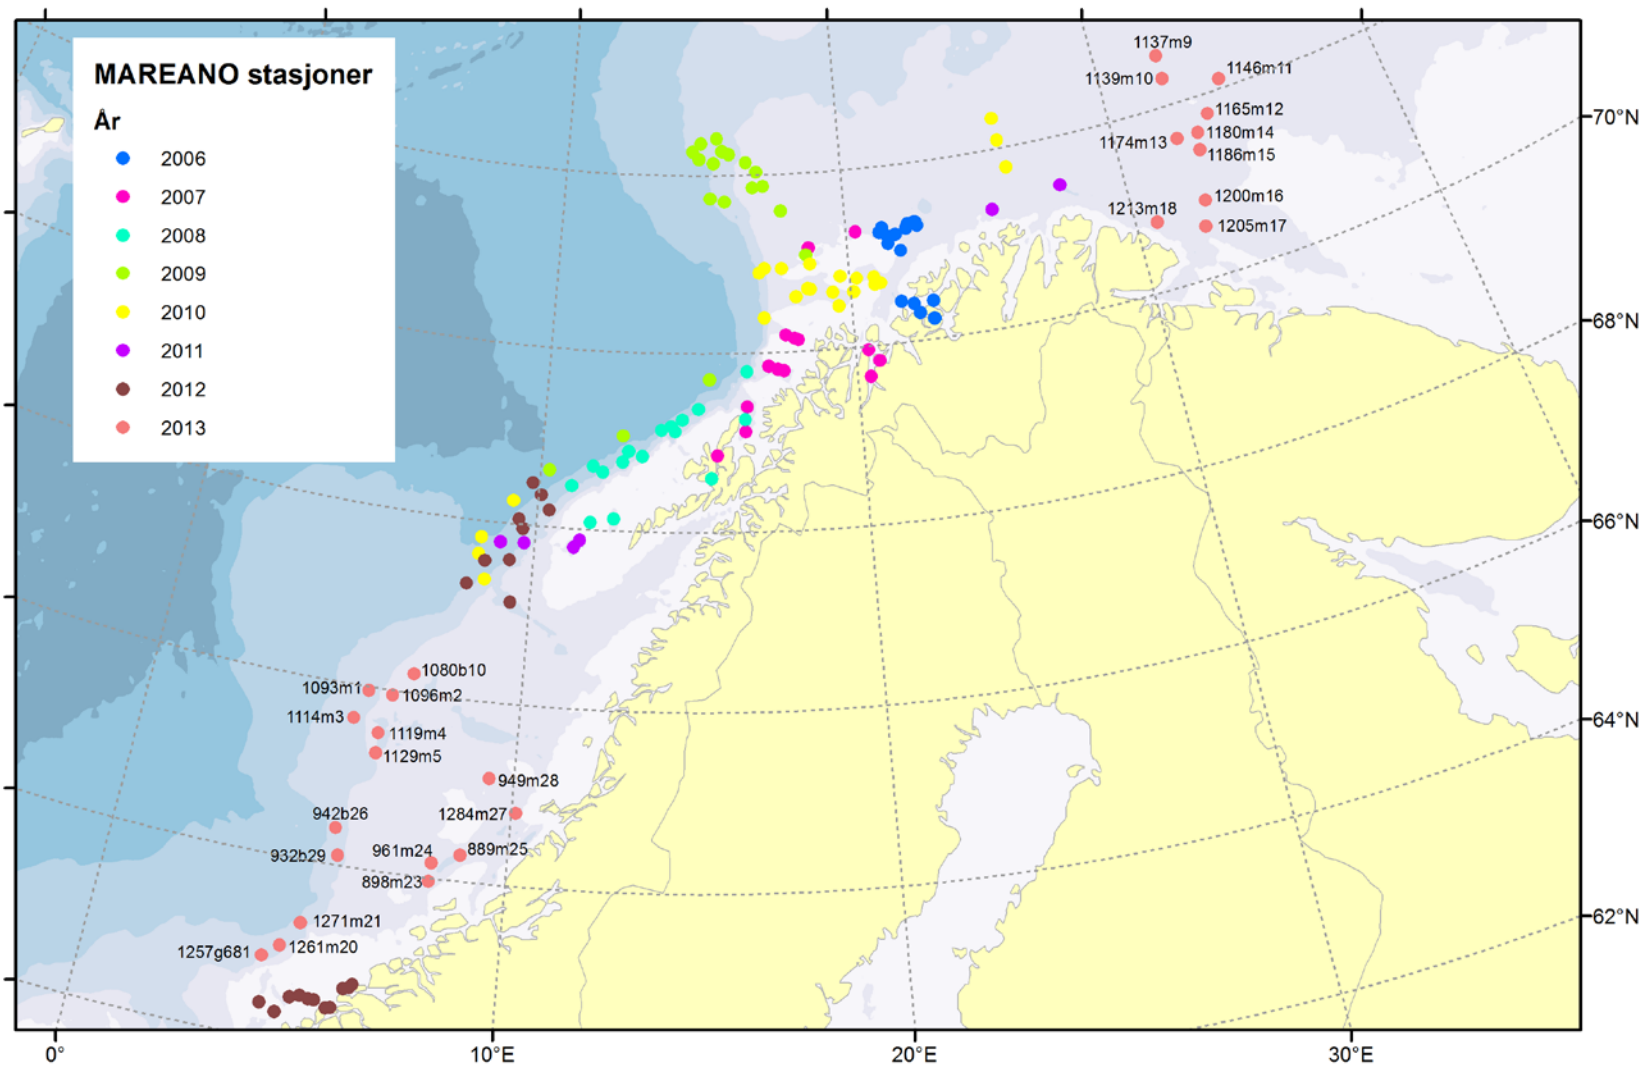 MAREANO stasjoner
År
2006
2007
2008
2009
2010
2011
2012
2013
1137m9
1139m10
1146m11
1165m12
1174m13
1180m14
1186m15
1200m16
1213m18
1205m17
1080b10
1093m1
1096m2
1114m3
1119m4
1129m5
949m28
1284m27
942b26
932b29
961m24
889m25
898m23
1271m21
1261m20
1257g681
70°N
68°N
66°N
64°N
62°N
0°
10°E
20°E
30°E